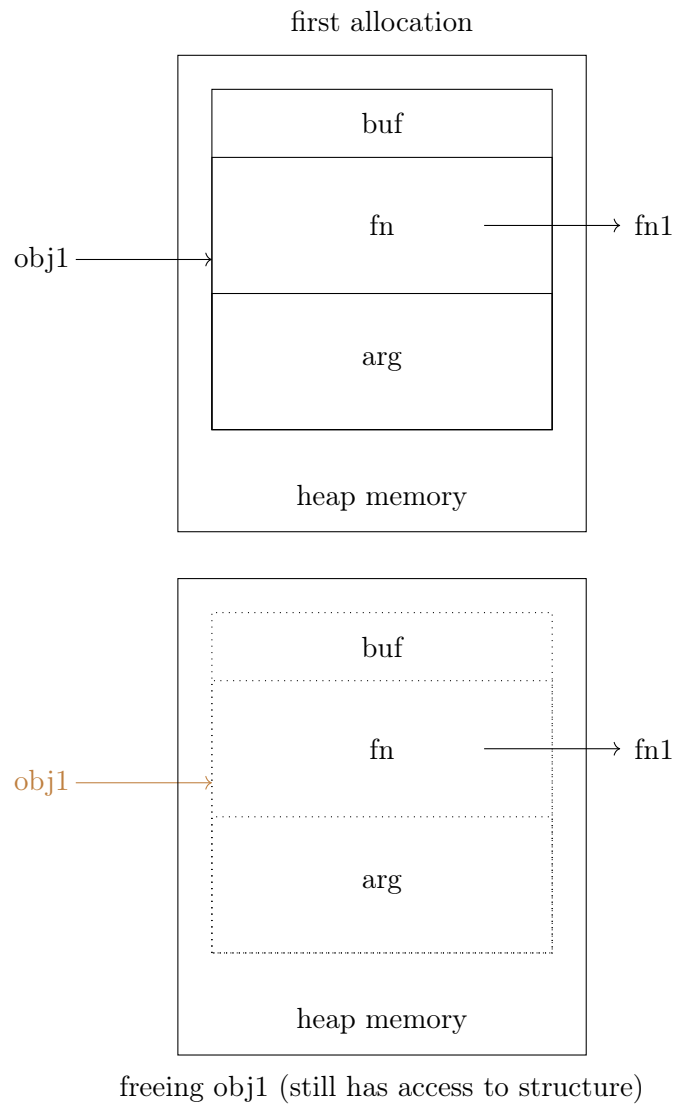 first allocation
buf
fn
fn1
obj1
arg
heap memory
buf
fn
fn1
obj1
arg
heap memory
freeing obj1 (still has access to structure)